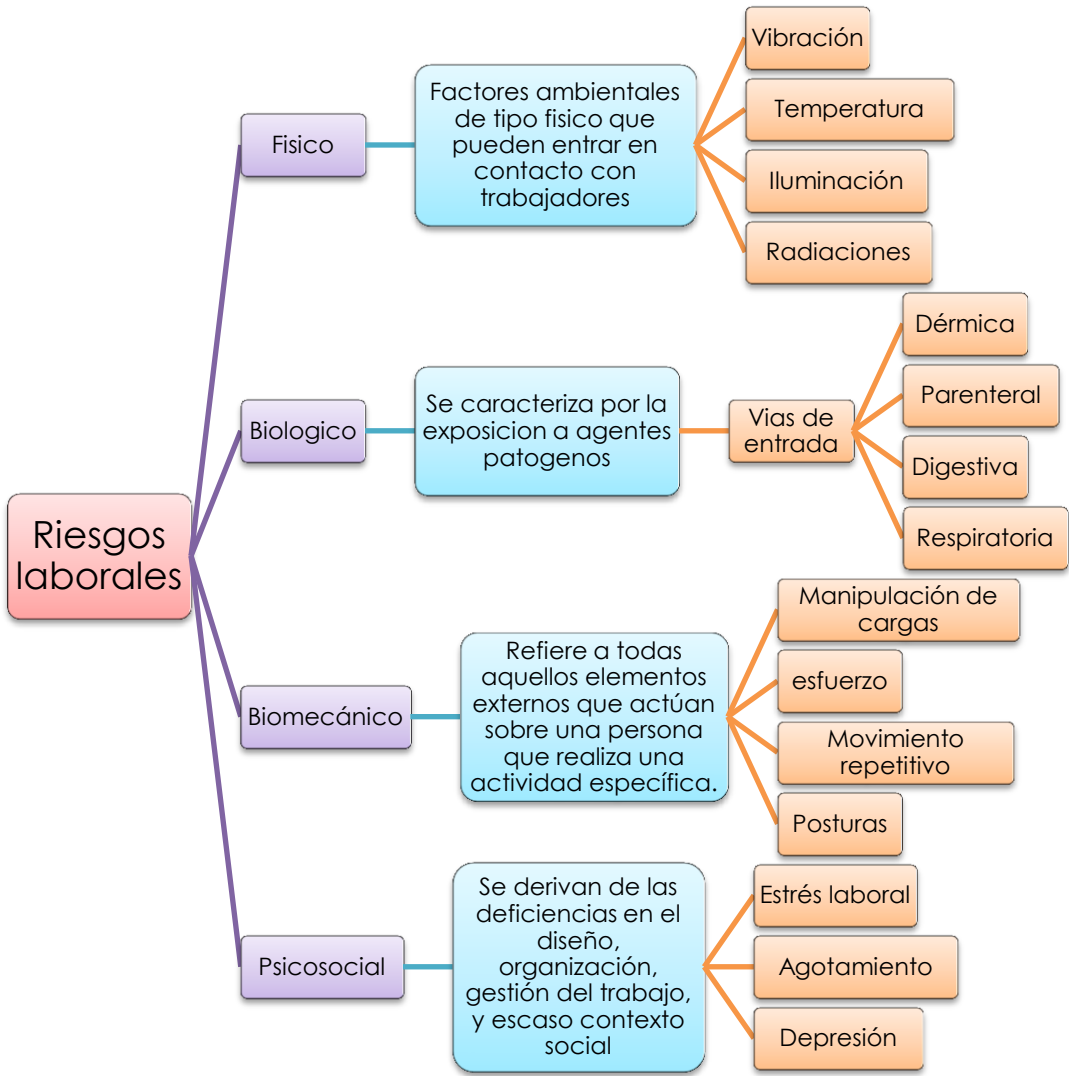 Riesgos
laborales
Fisico
Factores ambientales
de tipo fisico que
pueden entrar en
contacto con
trabajadores
Vibración
Temperatura
Iluminación
Radiaciones
Biologico
Se caracteriza por la
exposicion a agentes
patogenos
Vias de
entrada
Dérmica
Parenteral
Digestiva
Respiratoria
Biomecánico
Refiere a todas
aquellos elementos
externos que actúan
sobre una persona
que realiza una
actividad específica.
Manipulación de
cargas
esfuerzo
Movimiento
repetitivo
Posturas
Psicosocial
Se derivan de las
deficiencias en el
diseño,
organización,
gestión del trabajo,
y escaso contexto
social
Estrés laboral
Agotamiento
Depresión